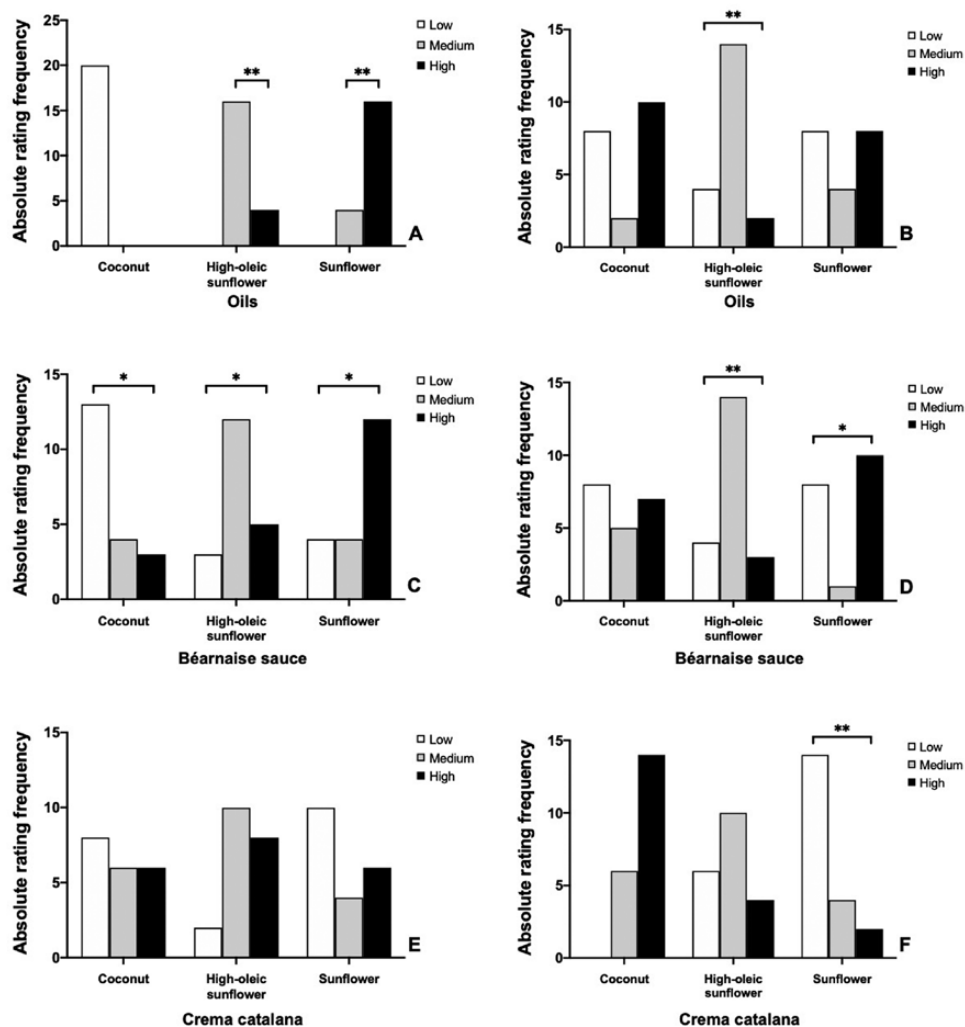 Absolute rating frequency
25
20
15
10
5
0
Low
Medium
High
**
**
A
Coconut
High-oleic
sunflower
Sunflower
Oils
Absolute rating frequency
15
10
5
0
**
Low
Medium
High
B
Coconut
High-oleic
sunflower
Sunflower
Oils
Absolute rating frequency
15
10
5
0
*
*
*
Low
Medium
High
C
Coconut
High-oleic
sunflower
Sunflower
Béarnaise sauce
Absolute rating frequency
15
10
5
0
**
*
Low
Medium
High
D
Coconut
High-oleic
sunflower
Sunflower
Béarnaise sauce
Absolute rating frequency
15
10
5
0
Low
Medium
High
E
Coconut
High-oleic
sunflower
Sunflower
Crema catalana
Absolute rating frequency
15
10
5
0
**
Low
Medium
High
F
Coconut
High-oleic
sunflower
Sunflower
Crema catalana